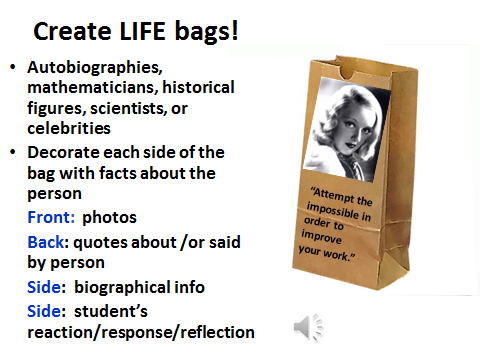 Create LIFE bags!
• Autobiographies,
mathematicians, historical
figures, scientists, or
celebrities
• Decorate each side of the
bag with facts about the
person
Front: photos
Back: quotes about /or said
by person
Side: biographical info
Side: student’s
reaction/response/reflection
“Attempt the
impossible in
order to
improve
your work.”